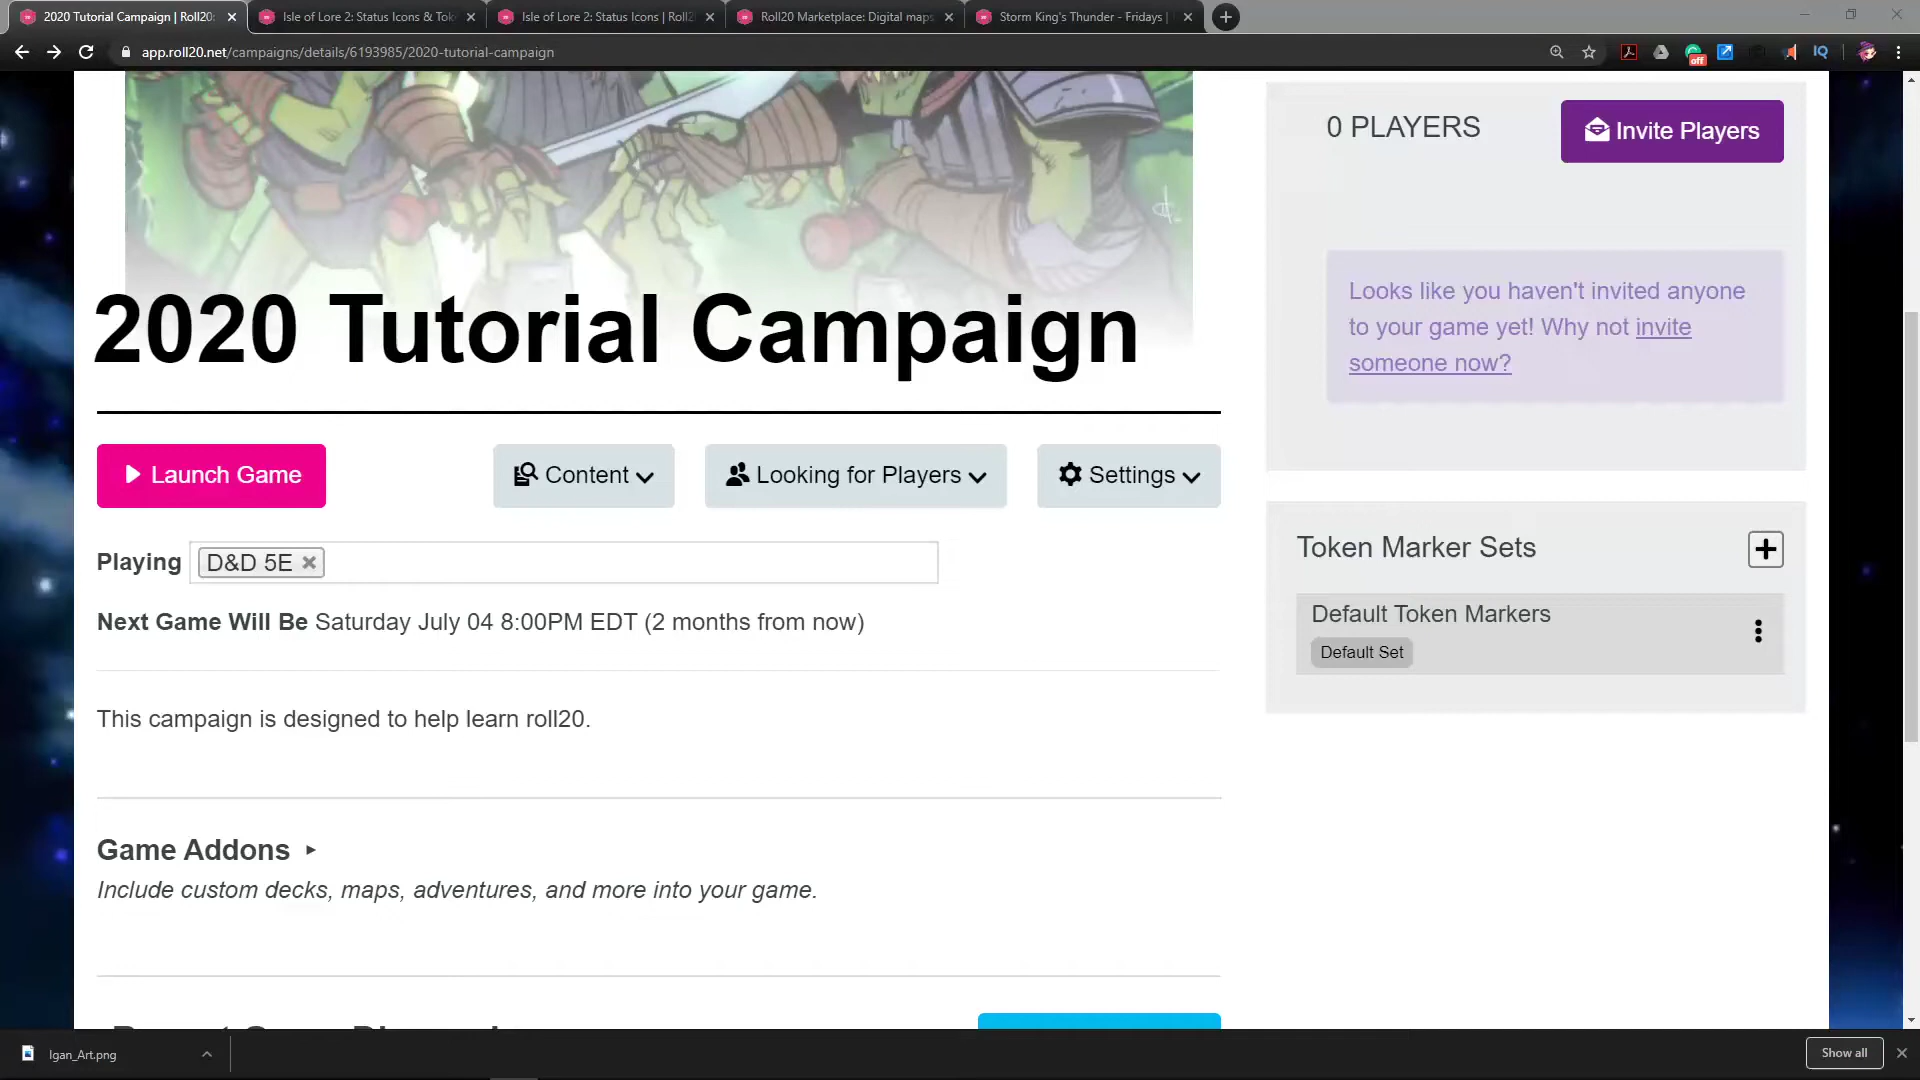 2020 Tutorial Campaign | Roll20:
Isle of Lore 2: Status Icons & Tok
Isle of Lore 2: Status Icons | Roll2
Roll20 Marketplace: Digital maps
Storm King's Thunder - Fridays |
app.roll20.net/campaigns/details/6193985/2020-tutorial-campaign
off
IQ
0 PLAYERS
Invite Players
Looks like you haven't invited anyone
to your game yet! Why not invite
someone now?
2020 Tutorial Campaign
Launch Game
Content
Looking for Players
Settings
Playing D&D 5E
Next Game Will Be Saturday July 04 8:00PM EDT (2 months from now)
This campaign is designed to help learn roll20.
Game Addons
Include custom decks, maps, adventures, and more into your game.
Token Marker Sets
Default Token Markers
Default Set
Igan_Art.png
Show all